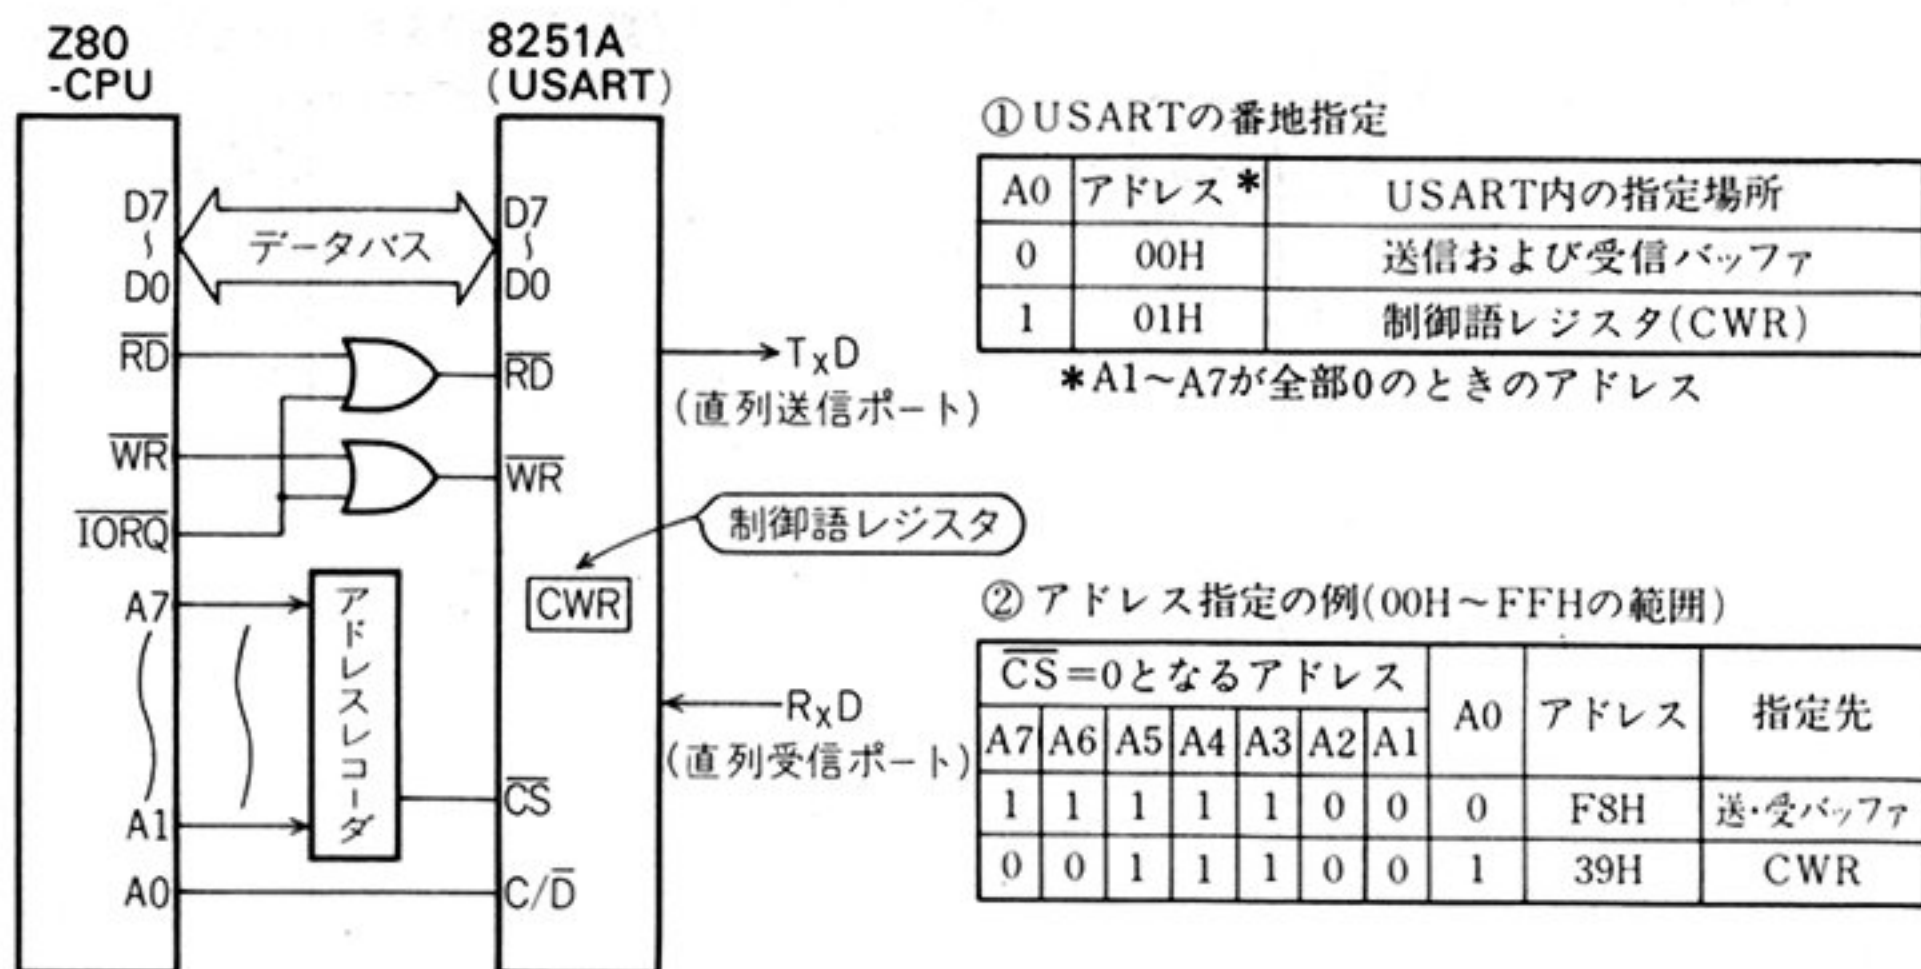 Z80
-CPU
8251A
(USART)
D7
~
D0
データバス
D7
~
D0
R̅D̅
R̅D̅
W̅R̅
W̅R̅
I̅O̅R̅Q̅
A7
A1
アドレスレコーダ
C̅S̅
A0
C/D̅
CWR
制御語レジスタ
TxD
(直列送信ポート)
RxD
(直列受信ポート)
①USARTの番地指定
A0 アドレス* USART内の指定場所
0 00H 送信および受信バッファ
1 01H 制御語レジスタ(CWR)
*A1~A7が全部0のときのアドレス
②アドレス指定の例(00H~FFHの範囲)
C̅S̅=0となるアドレス A0 アドレス 指定先
A7 A6 A5 A4 A3 A2 A1
1 1 1 1 1 0 0 0 F8H 送・受バッファ
0 0 1 1 1 0 0 1 39H CWR